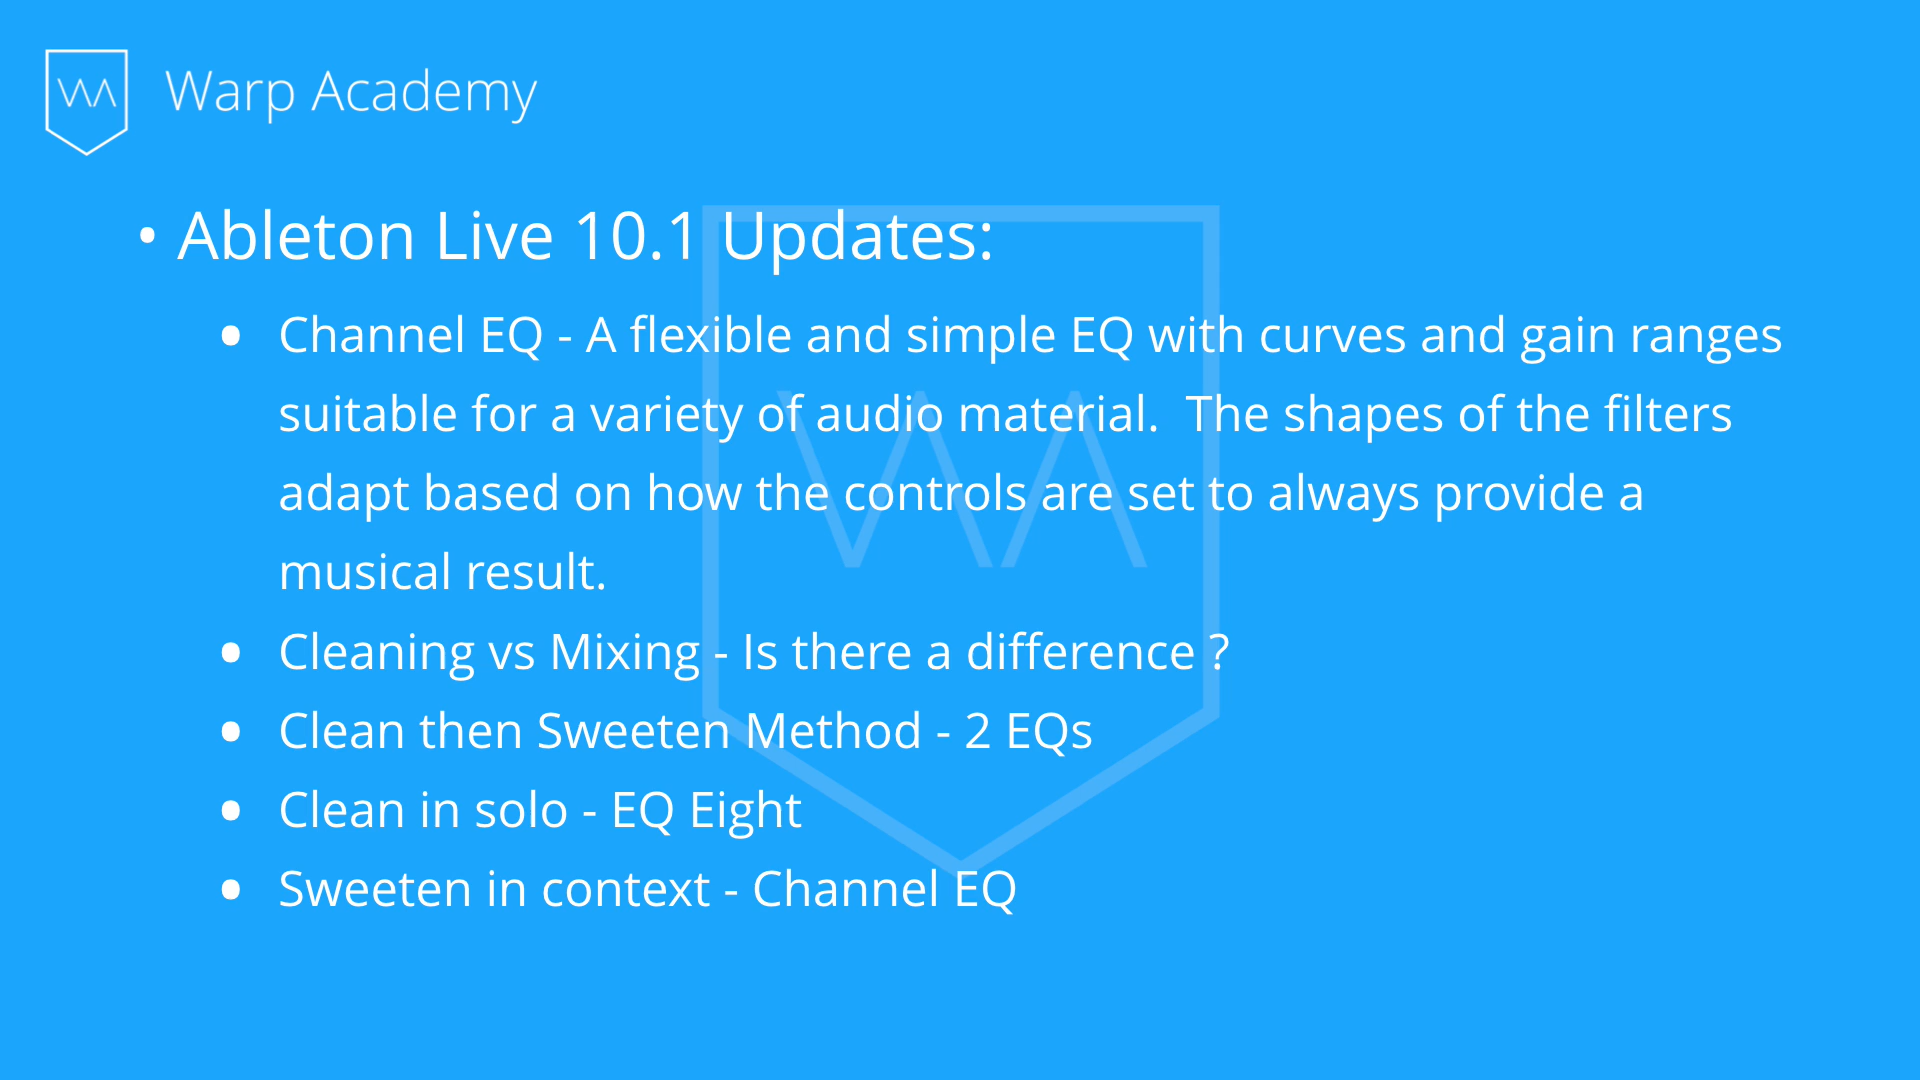 WA
Warp Academy
• Ableton Live 10.1 Updates:
• Channel EQ - A flexible and simple EQ with curves and gain ranges
suitable for a variety of audio material.  The shapes of the filters
adapt based on how the controls are set to always provide a
musical result.
• Cleaning vs Mixing - Is there a difference ?
• Clean then Sweeten Method - 2 EQs
• Clean in solo - EQ Eight
• Sweeten in context - Channel EQ
WA